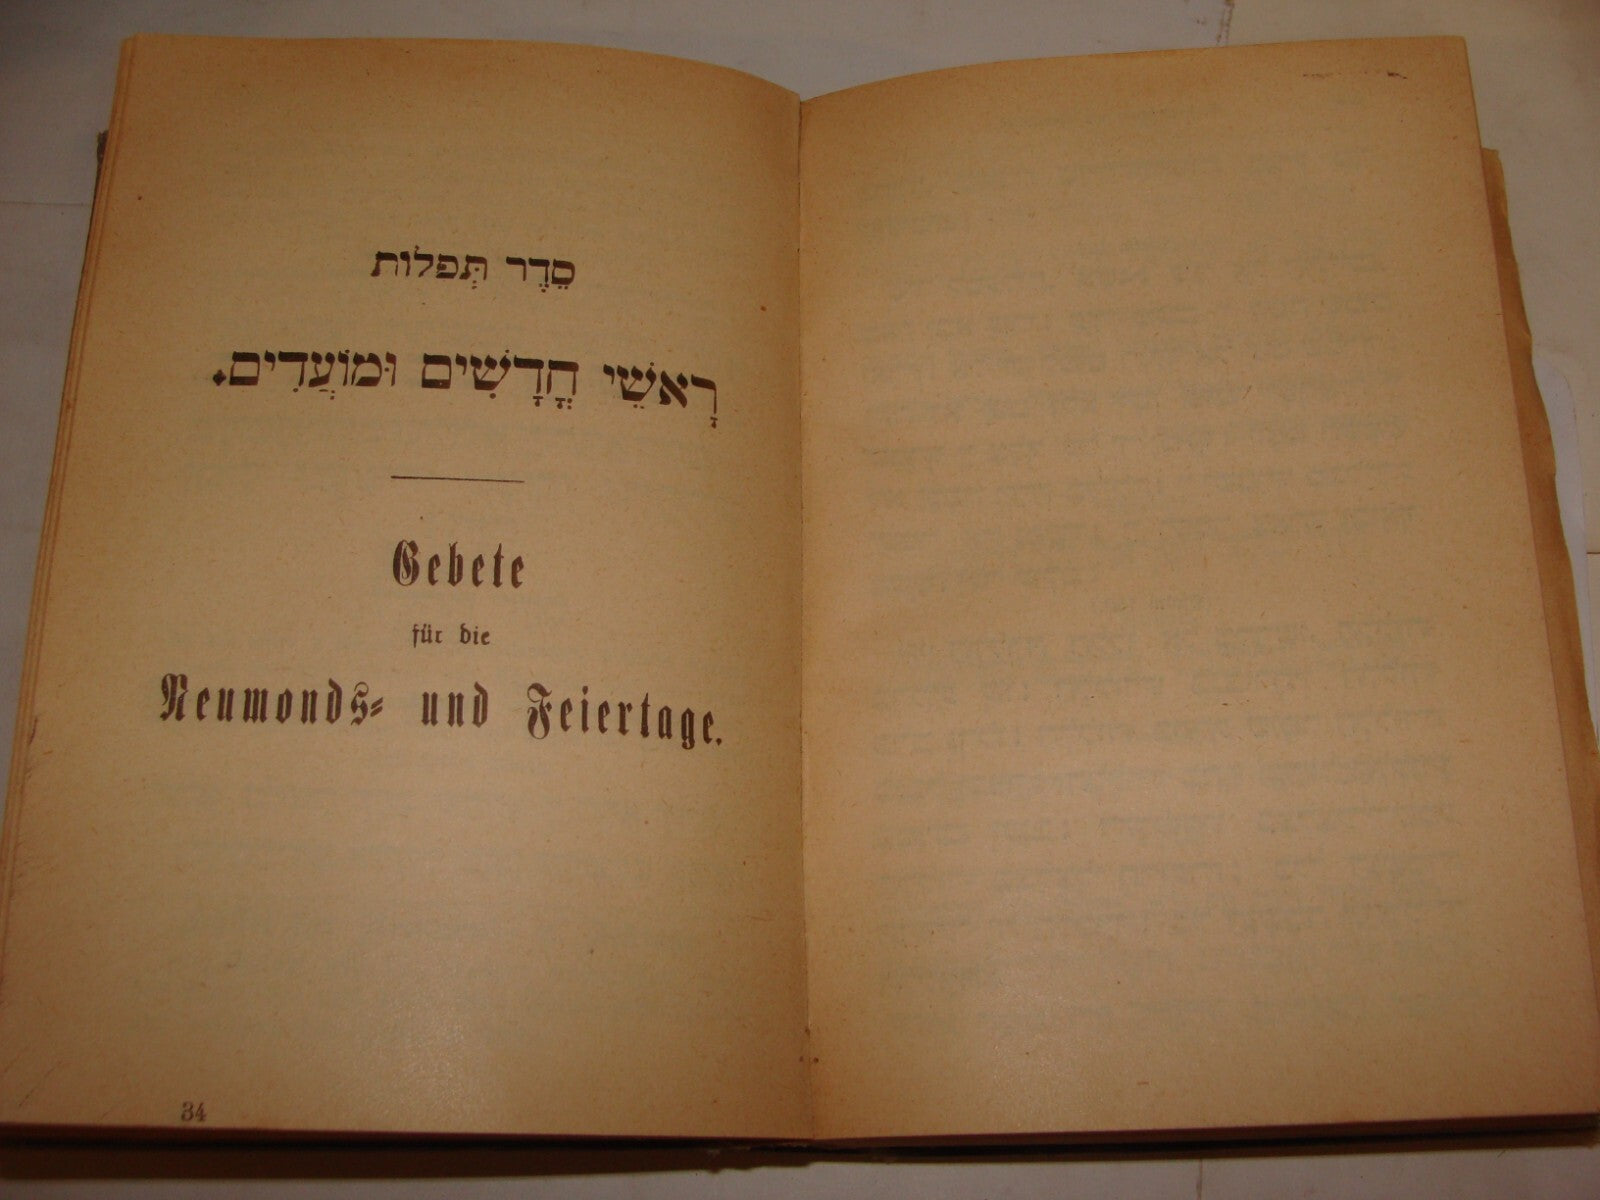 סֵדֶר תְּפִלּוֹת
רָאשֵׁי חֳדָשִׁים וּמוֹעֲדִים.
Gebete
für die
Neumonds- und Feiertage.
34